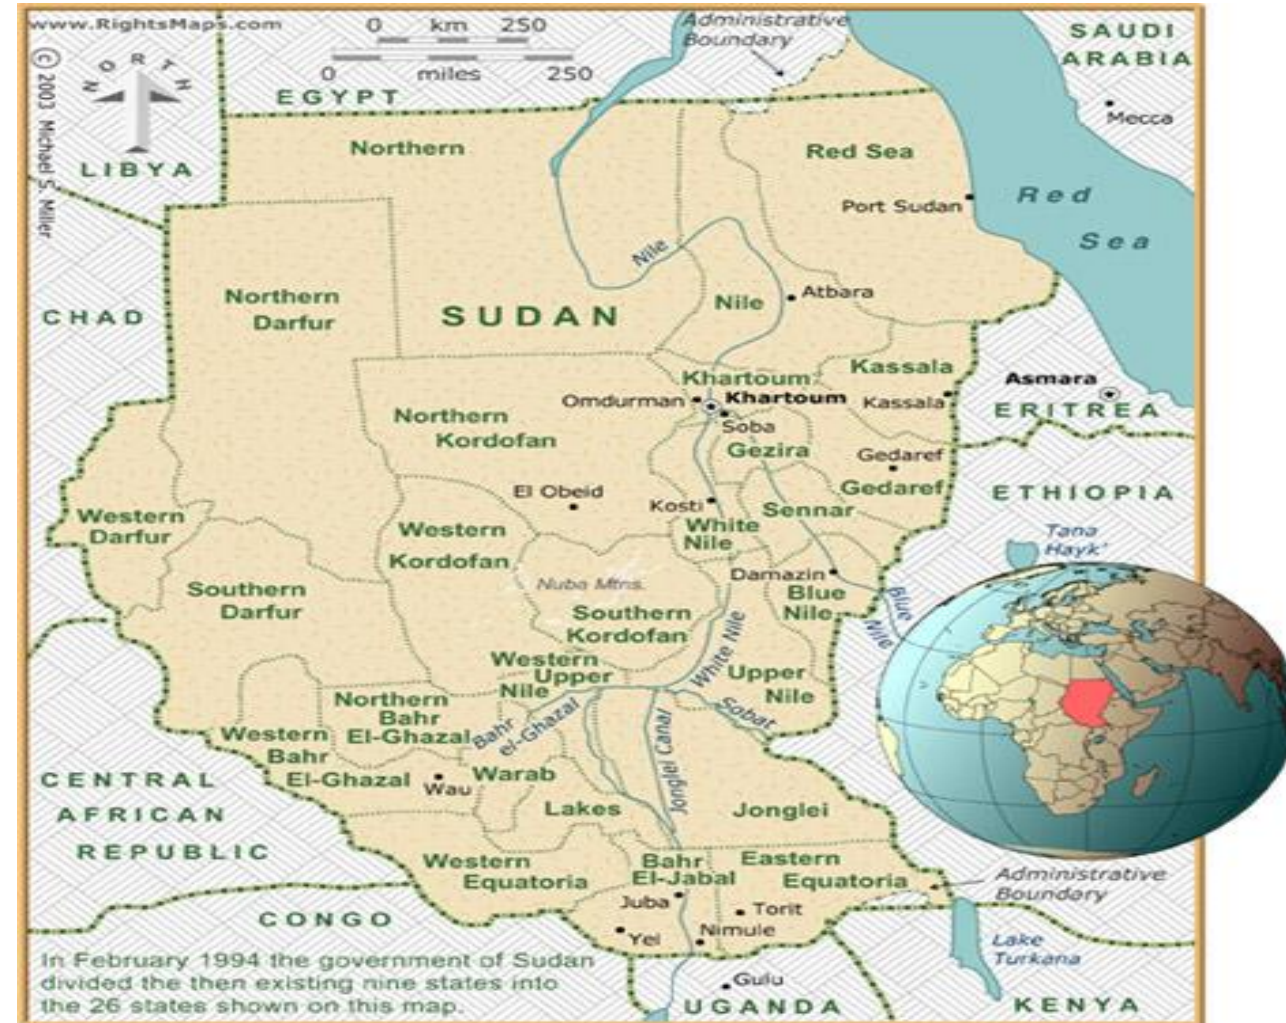 www.RightsMaps.com
© 2003 Michael S. Miller
NORTH
0 km 250
0 miles 250
Administrative
Boundary
SAUDI
ARABIA
Mecca
EGYPT
LIBYA
Northern
Red Sea
Port Sudan
Red
Sea
Nile
CHAD
Northern
Darfur
SUDAN
Nile
Atbara
Khartoum
Kassala
Omdurman
Khartoum
Kassala
Asmara
ERITREA
Soba
Northern
Kordofan
Gezira
Gedaref
Gedaref
El Obeid
Kosti
Sennar
ETHIOPIA
Western
Darfur
Western
Kordofan
White
Nile
Tana
Hayk'
Nuba Mtns.
Damazin
Blue
Nile
Blue
Nile
Southern
Darfur
Southern
Kordofan
White Nile
Western
Upper
Nile
Upper
Nile
Northern
Bahr
El-Ghazal
Bahr
el-Ghazal
Sobat
Jonglei Canal
Western
Bahr
El-Ghazal
Wau
Warab
Lakes
Jonglei
CENTRAL
AFRICAN
REPUBLIC
Western
Equatoria
Bahr
El-Jabal
Eastern
Equatoria
Administrative
Boundary
Juba
Torit
Yei
Nimule
CONGO
Lake
Turkana
Gulu
UGANDA
KENYA
In February 1994 the government of Sudan
divided the then existing nine states into
the 26 states shown on this map.